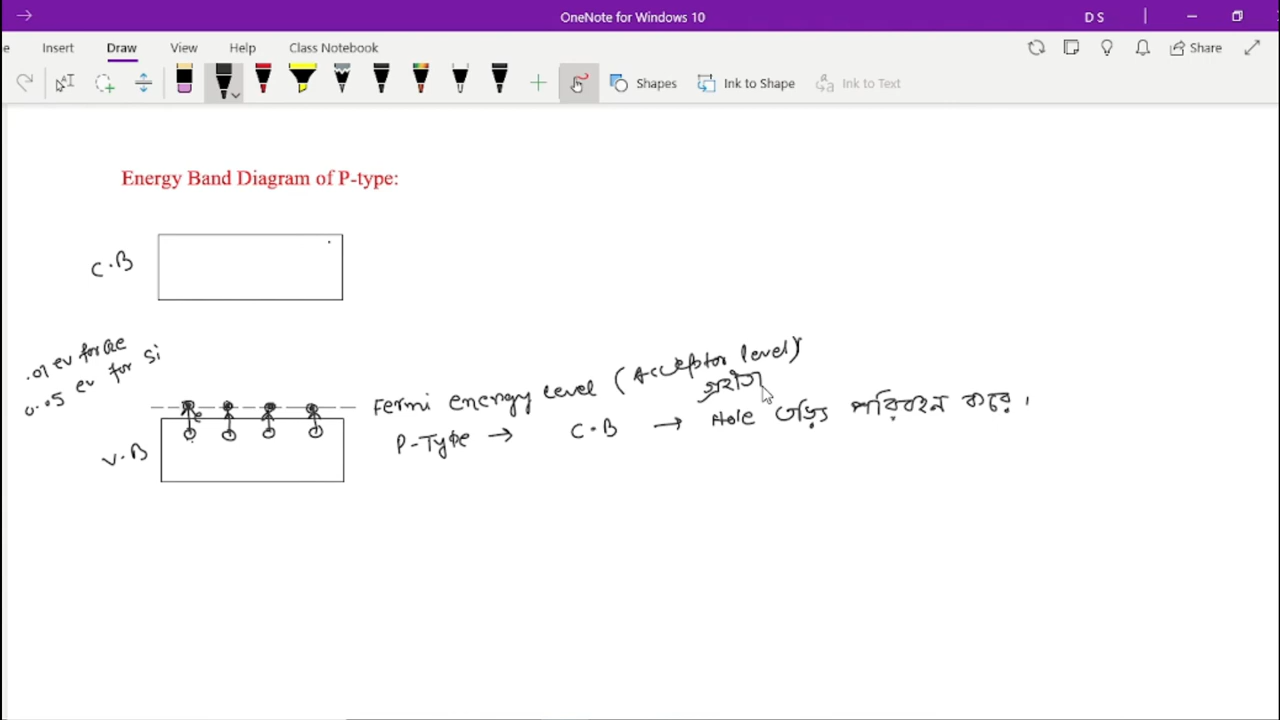 OneNote for Windows 10
D S
Insert Draw View Help Class Notebook Share
Shapes Ink to Shape Ink to Text
Energy Band Diagram of P-type:
C.B
.01 ev for Ge
0.05 ev for Si
Fermi energy Level (Acceptor level)
গ্রহীতা
P-Type → C.B → Hole তড়িৎ পরিবহন করে।
e
V.B